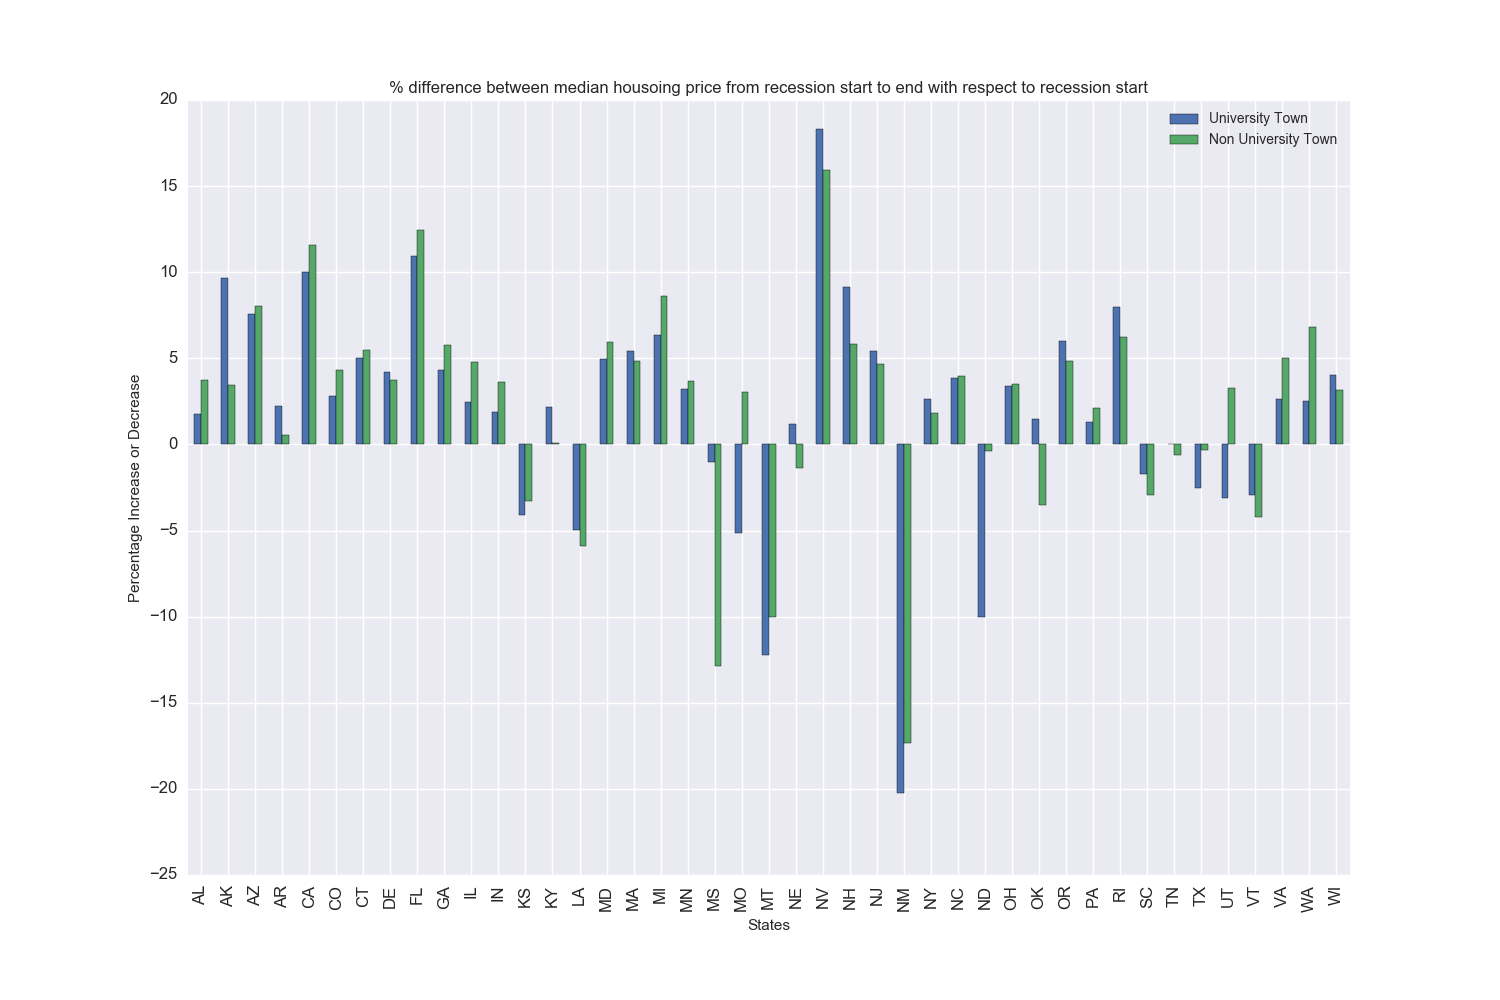 % difference between median housoing price from recession start to end with respect to recession start
University Town
Non University Town
20
15
10
5
0
−5
−10
−15
−20
−25
Percentage Increase or Decrease
AL AK AZ AR CA CO CT DE FL GA IL IN KS KY LA MD MA MI MN MS MO MT NE NV NH NJ NM NY NC ND OH OK OR PA RI SC TN TX UT VT VA WA WI
States